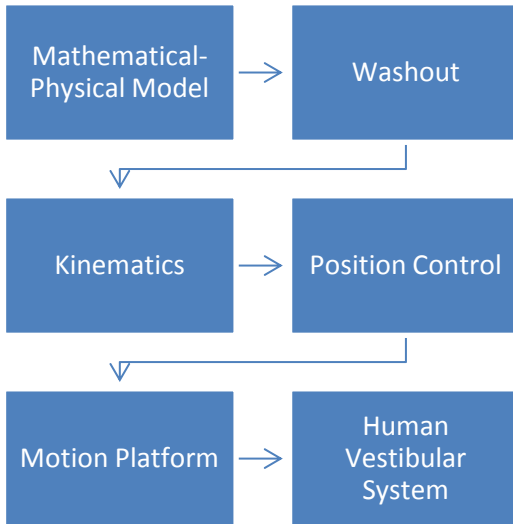 Mathematical-
Physical Model
Washout
Kinematics
Position Control
Motion Platform
Human
Vestibular
System